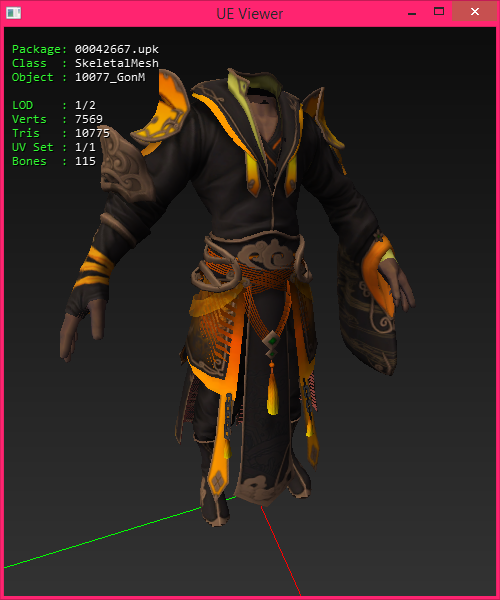 UE Viewer
Package: 00042667.upk
Class : SkeletalMesh
Object : 10077_GonM
LOD : 1/2
Verts : 7569
Tris : 10775
UV Set : 1/1
Bones : 115